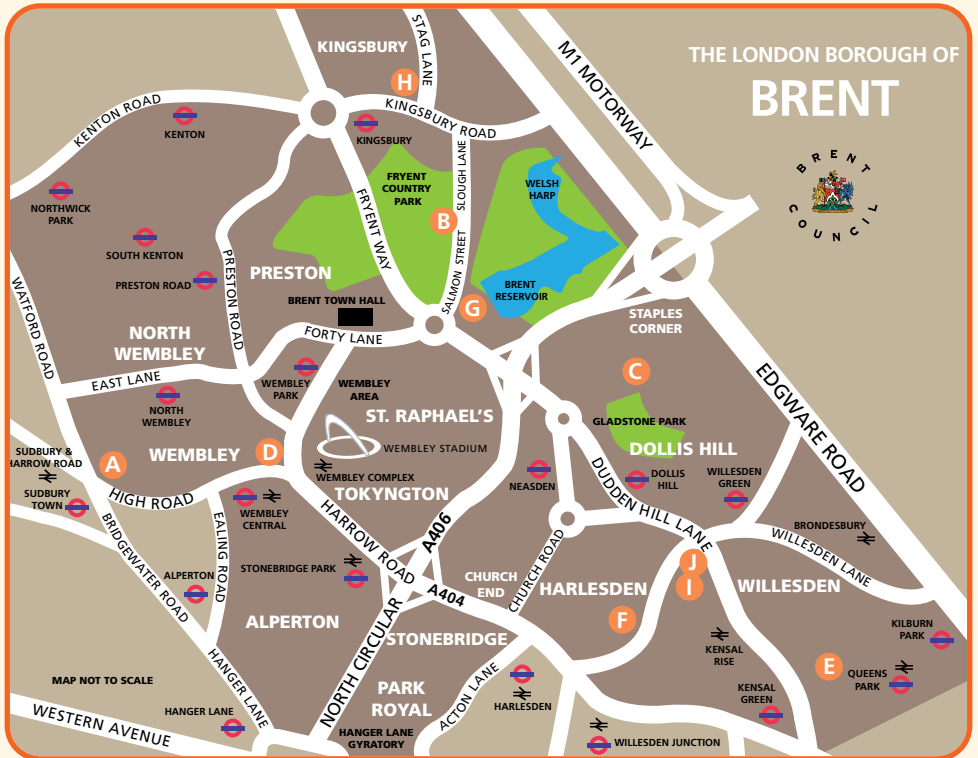 THE LONDON BOROUGH OF
BRENT
BRENT
COUNCIL
M1 MOTORWAY
STAG LANE
KINGSBURY
H
KENTON ROAD
KINGSBURY ROAD
KENTON
KINGSBURY
FRYENT
COUNTRY
PARK
SLOUGH LANE
WELSH
HARP
NORTHWICK
PARK
FRYENT WAY
B
SOUTH KENTON
SALMON STREET
PRESTON ROAD
PRESTON ROAD
PRESTON
BRENT
RESERVOIR
WATFORD ROAD
BRENT TOWN HALL
G
STAPLES
CORNER
FORTY LANE
NORTH
WEMBLEY
EAST LANE
WEMBLEY
PARK
WEMBLEY
AREA
C
EDGWARE ROAD
NORTH
WEMBLEY
ST. RAPHAEL'S
GLADSTONE PARK
SUDBURY &
HARROW ROAD
A
WEMBLEY
D
WEMBLEY STADIUM
DOLLIS HILL
WEMBLEY COMPLEX
SUDBURY
TOWN
HIGH ROAD
TOKYNGTON
NEASDEN
DUDDEN HILL LANE
DOLLIS
HILL
WILLESDEN
GREEN
WEMBLEY
CENTRAL
HARROW ROAD
A406
BRONDESBURY
BRIDGEWATER ROAD
EALING ROAD
WILLESDEN LANE
STONEBRIDGE PARK
ALPERTON
A404
CHURCH
END
CHURCH ROAD
HARLESDEN
J
I
WILLESDEN
ALPERTON
F
NORTH CIRCULAR
STONEBRIDGE
KILBURN
PARK
KENSAL
RISE
E
QUEENS
PARK
HANGER LANE
MAP NOT TO SCALE
PARK
ROYAL
ACTON LANE
HARLESDEN
KENSAL
GREEN
WESTERN AVENUE
HANGER LANE
HANGER LANE
GYRATORY
WILLESDEN JUNCTION